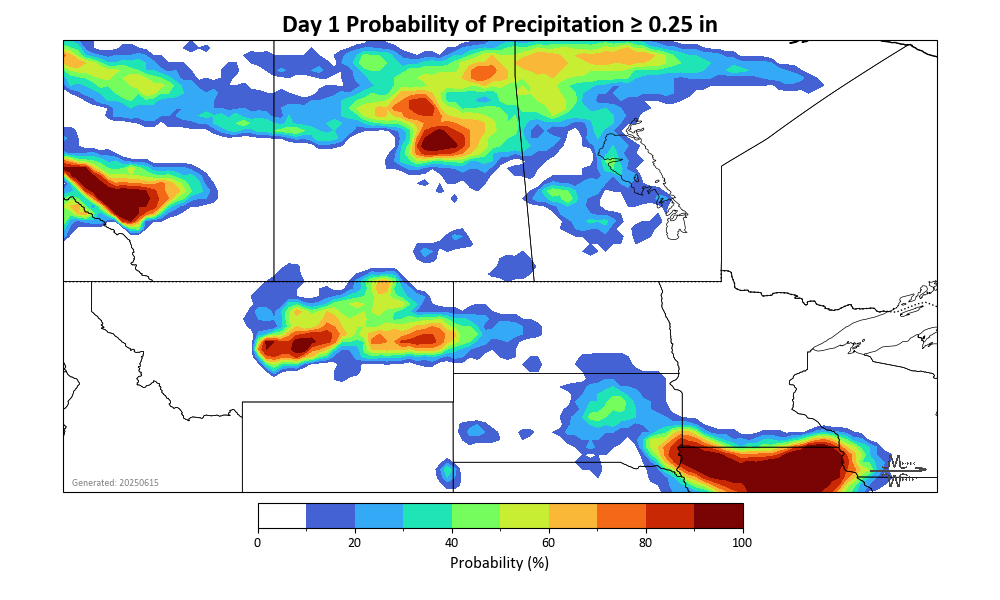 Day 1 Probability of Precipitation ≥ 0.25 in
Generated: 20250615
0 20 40 60 80 100
Probability (%)